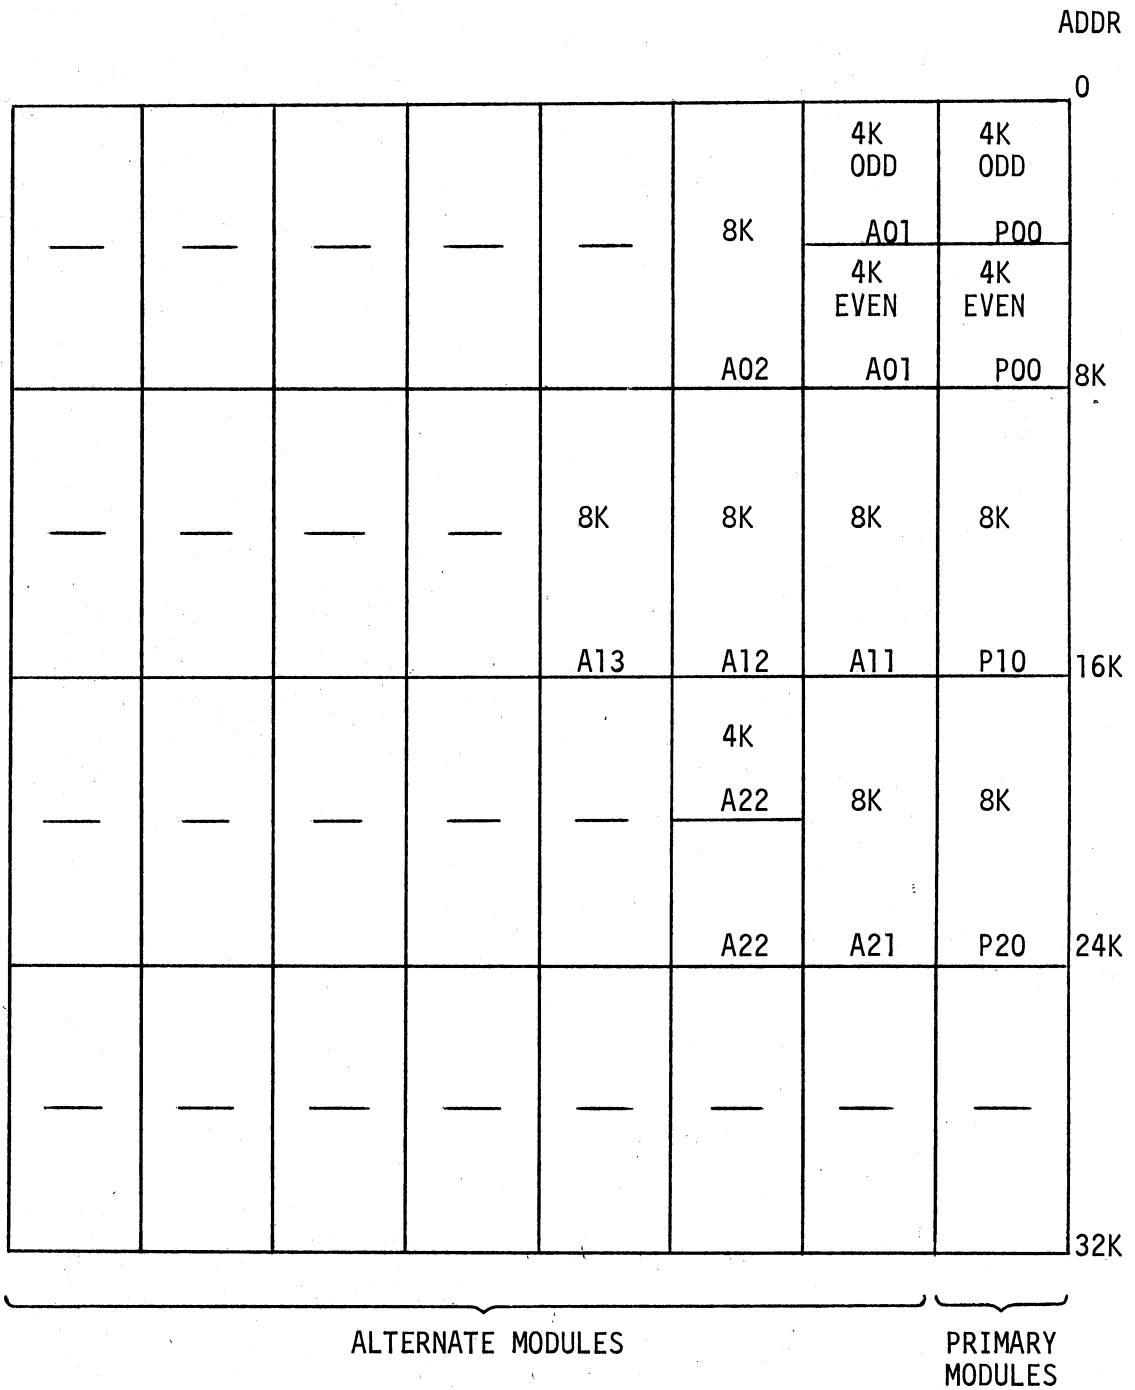 ADDR
0
4K 4K
ODD ODD
8K A01 P00
4K 4K
EVEN EVEN
A02 A01 P00 8K
8K 8K 8K 8K
A13 A12 A11 P10 16K
4K
A22 8K 8K
A22 A21 P20 24K
32K
ALTERNATE MODULES PRIMARY
MODULES